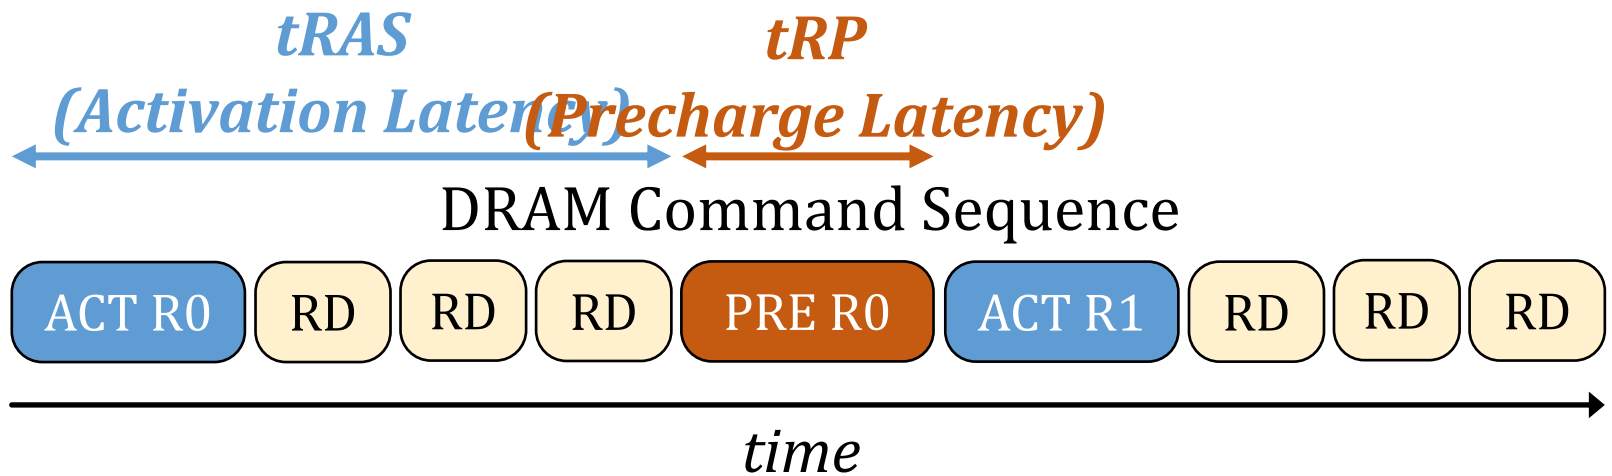 tRAS
(Activation Latency)
tRP
(Precharge Latency)
DRAM Command Sequence
ACT R0 RD RD RD PRE R0 ACT R1 RD RD RD
time